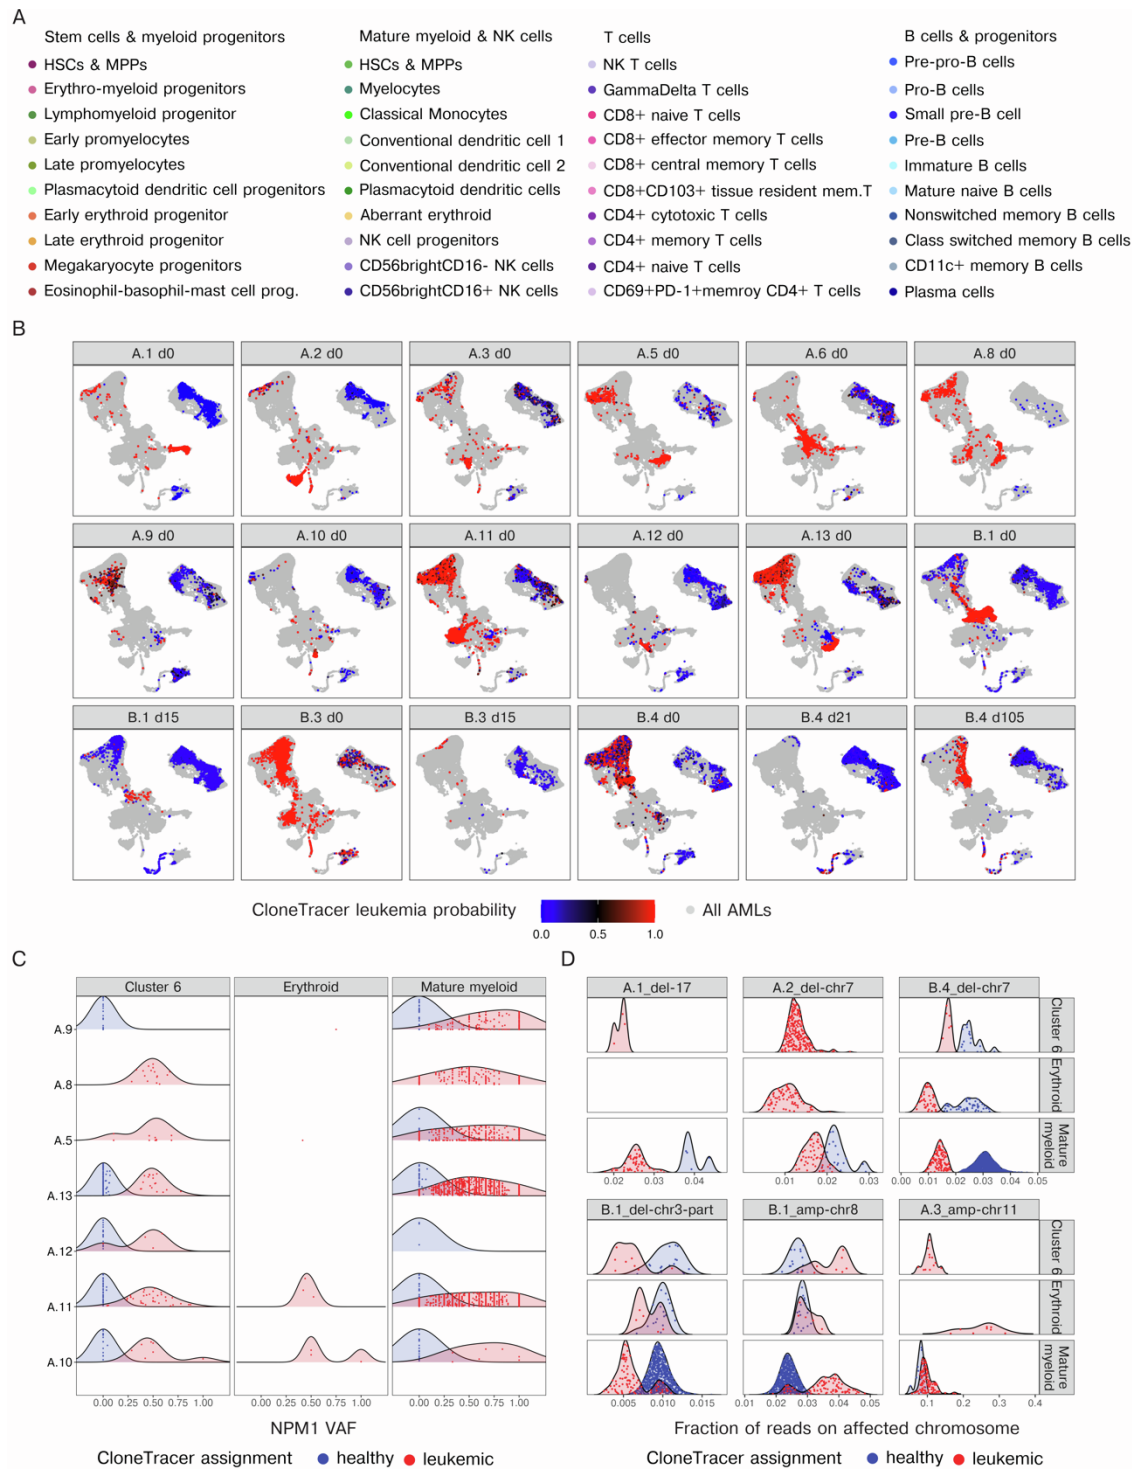 A
Stem cells & myeloid progenitors
HSCs & MPPs
Erythro-myeloid progenitors
Lymphomyeloid progenitor
Early promyelocytes
Late promyelocytes
Plasmacytoid dendritic cell progenitors
Early erythroid progenitor
Late erythroid progenitor
Megakaryocyte progenitors
Eosinophil-basophil-mast cell prog.
Mature myeloid & NK cells
HSCs & MPPs
Myelocytes
Classical Monocytes
Conventional dendritic cell 1
Conventional dendritic cell 2
Plasmacytoid dendritic cells
Aberrant erythroid
NK cell progenitors
CD56brightCD16- NK cells
CD56brightCD16+ NK cells
T cells
NK T cells
GammaDelta T cells
CD8+ naive T cells
CD8+ effector memory T cells
CD8+ central memory T cells
CD8+CD103+ tissue resident mem.T
CD4+ cytotoxic T cells
CD4+ memory T cells
CD4+ naive T cells
CD69+PD-1+memroy CD4+ T cells
B cells & progenitors
Pre-pro-B cells
Pro-B cells
Small pre-B cell
Pre-B cells
Immature B cells
Mature naive B cells
Nonswitched memory B cells
Class switched memory B cells
CD11c+ memory B cells
Plasma cells
B
A.1 d0 A.2 d0 A.3 d0 A.5 d0 A.6 d0 A.8 d0
A.9 d0 A.10 d0 A.11 d0 A.12 d0 A.13 d0 B.1 d0
B.1 d15 B.3 d0 B.3 d15 B.4 d0 B.4 d21 B.4 d105
CloneTracer leukemia probability
0.0 0.5 1.0
All AMLs
C
Cluster 6 Erythroid Mature myeloid
A.9
A.8
A.5
A.13
A.12
A.11
A.10
0.00 0.25 0.50 0.75 1.00 0.00 0.25 0.50 0.75 1.00 0.00 0.25 0.50 0.75 1.00
NPM1 VAF
CloneTracer assignment healthy leukemic
D
A.1_del-17 A.2_del-chr7 B.4_del-chr7
Cluster 6
Erythroid
Mature
myeloid
0.02 0.03 0.04 0.01 0.02 0.03 0.00 0.01 0.02 0.03 0.04 0.05
B.1_del-chr3-part B.1_amp-chr8 A.3_amp-chr11
Cluster 6
Erythroid
Mature
myeloid
0.005 0.010 0.015 0.02 0.03 0.04 0.05 0.1 0.2 0.3 0.4
Fraction of reads on affected chromosome
CloneTracer assignment healthy leukemic